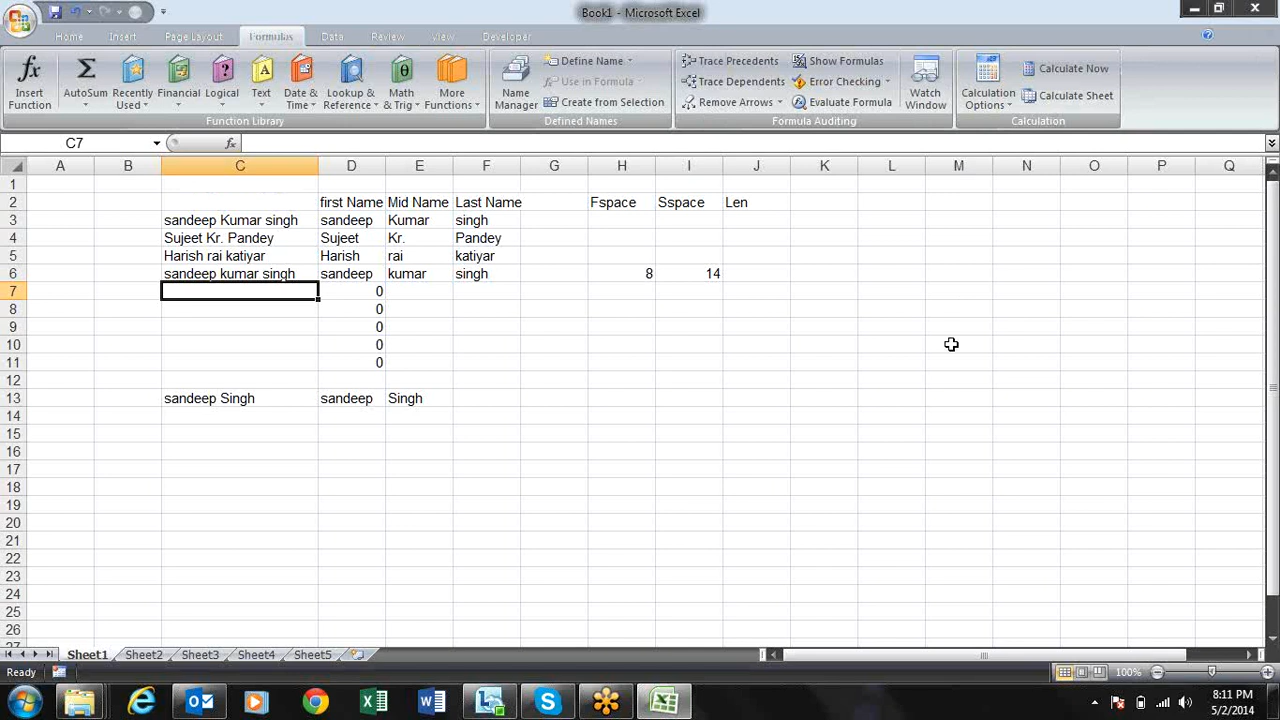 Book1 - Microsoft Excel
Home Insert Page Layout Formulas Data Review View Developer
Insert Function
AutoSum
Recently Used
Financial
Logical
Text
Date & Time
Lookup & Reference
Math & Trig
More Functions
Function Library
Name Manager
Define Name
Use in Formula
Create from Selection
Defined Names
Trace Precedents
Trace Dependents
Remove Arrows
Show Formulas
Error Checking
Evaluate Formula
Formula Auditing
Watch Window
Calculation Options
Calculate Now
Calculate Sheet
Calculation
C7 fx
A B C D E F G H I J K L M N O P Q
1
2 first Name Mid Name Last Name Fspace Sspace Len
3 sandeep Kumar singh sandeep Kumar singh
4 Sujeet Kr. Pandey Sujeet Kr. Pandey
5 Harish rai katiyar Harish rai katiyar
6 sandeep kumar singh sandeep kumar singh 8 14
7 0
8 0
9 0
10 0
11 0
12
13 sandeep Singh sandeep Singh
14
15
16
17
18
19
20
21
22
23
24
25
26
27
Sheet1 Sheet2 Sheet3 Sheet4 Sheet5
Ready 100%
8:11 PM
5/2/2014